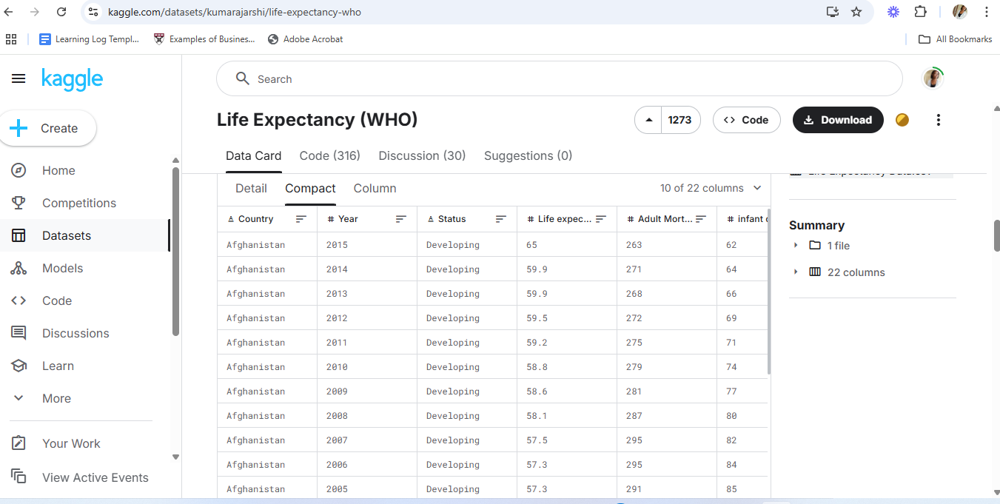 kaggle.com/datasets/kumarajarshi/life-expectancy-who
Learning Log Templ... Examples of Busines... Adobe Acrobat All Bookmarks
kaggle
Search
Create
Home
Competitions
Datasets
Models
Code
Discussions
Learn
More
Your Work
View Active Events
Life Expectancy (WHO)
1273
Code
Download
Data Card Code (316) Discussion (30) Suggestions (0)
Detail Compact Column 10 of 22 columns
Country # Year Status # Life expec... # Adult Mort... # infant
Afghanistan 2015 Developing 65 263 62
Afghanistan 2014 Developing 59.9 271 64
Afghanistan 2013 Developing 59.9 268 66
Afghanistan 2012 Developing 59.5 272 69
Afghanistan 2011 Developing 59.2 275 71
Afghanistan 2010 Developing 58.8 279 74
Afghanistan 2009 Developing 58.6 281 77
Afghanistan 2008 Developing 58.1 287 80
Afghanistan 2007 Developing 57.5 295 82
Afghanistan 2006 Developing 57.3 295 84
Afghanistan 2005 Developing 57.3 291 85
Summary
1 file
22 columns